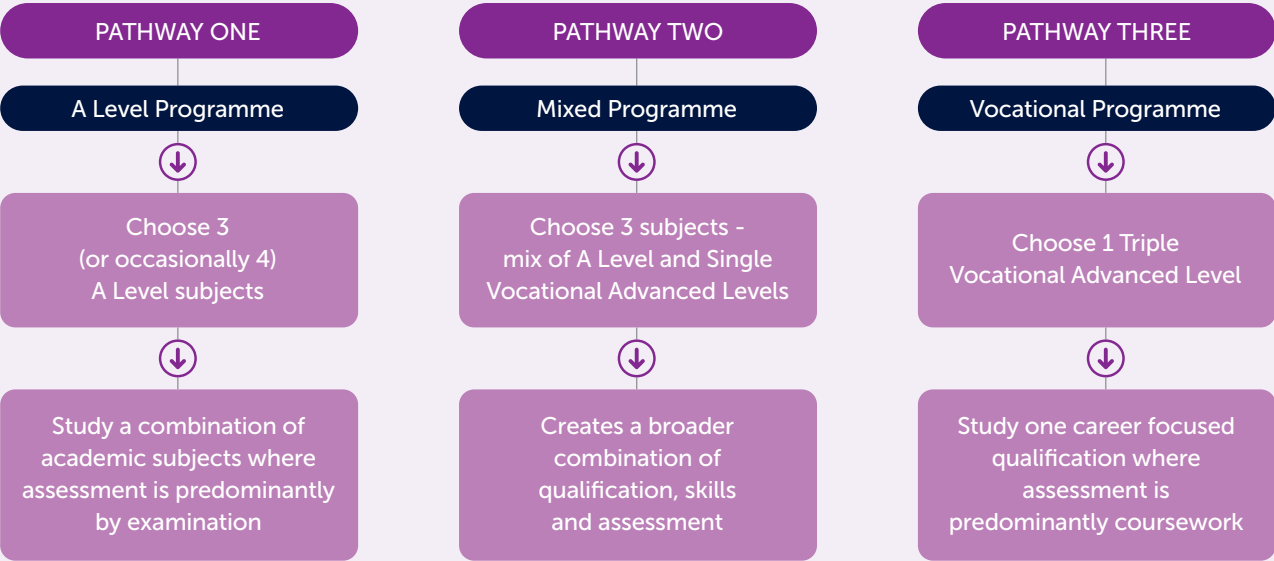 PATHWAY ONE
A Level Programme
Choose 3
(or occasionally 4)
A Level subjects
Study a combination of
academic subjects where
assessment is predominantly
by examination
PATHWAY TWO
Mixed Programme
Choose 3 subjects -
mix of A Level and Single
Vocational Advanced Levels
Creates a broader
combination of
qualification, skills
and assessment
PATHWAY THREE
Vocational Programme
Choose 1 Triple
Vocational Advanced Level
Study one career focused
qualification where
assessment is
predominantly coursework